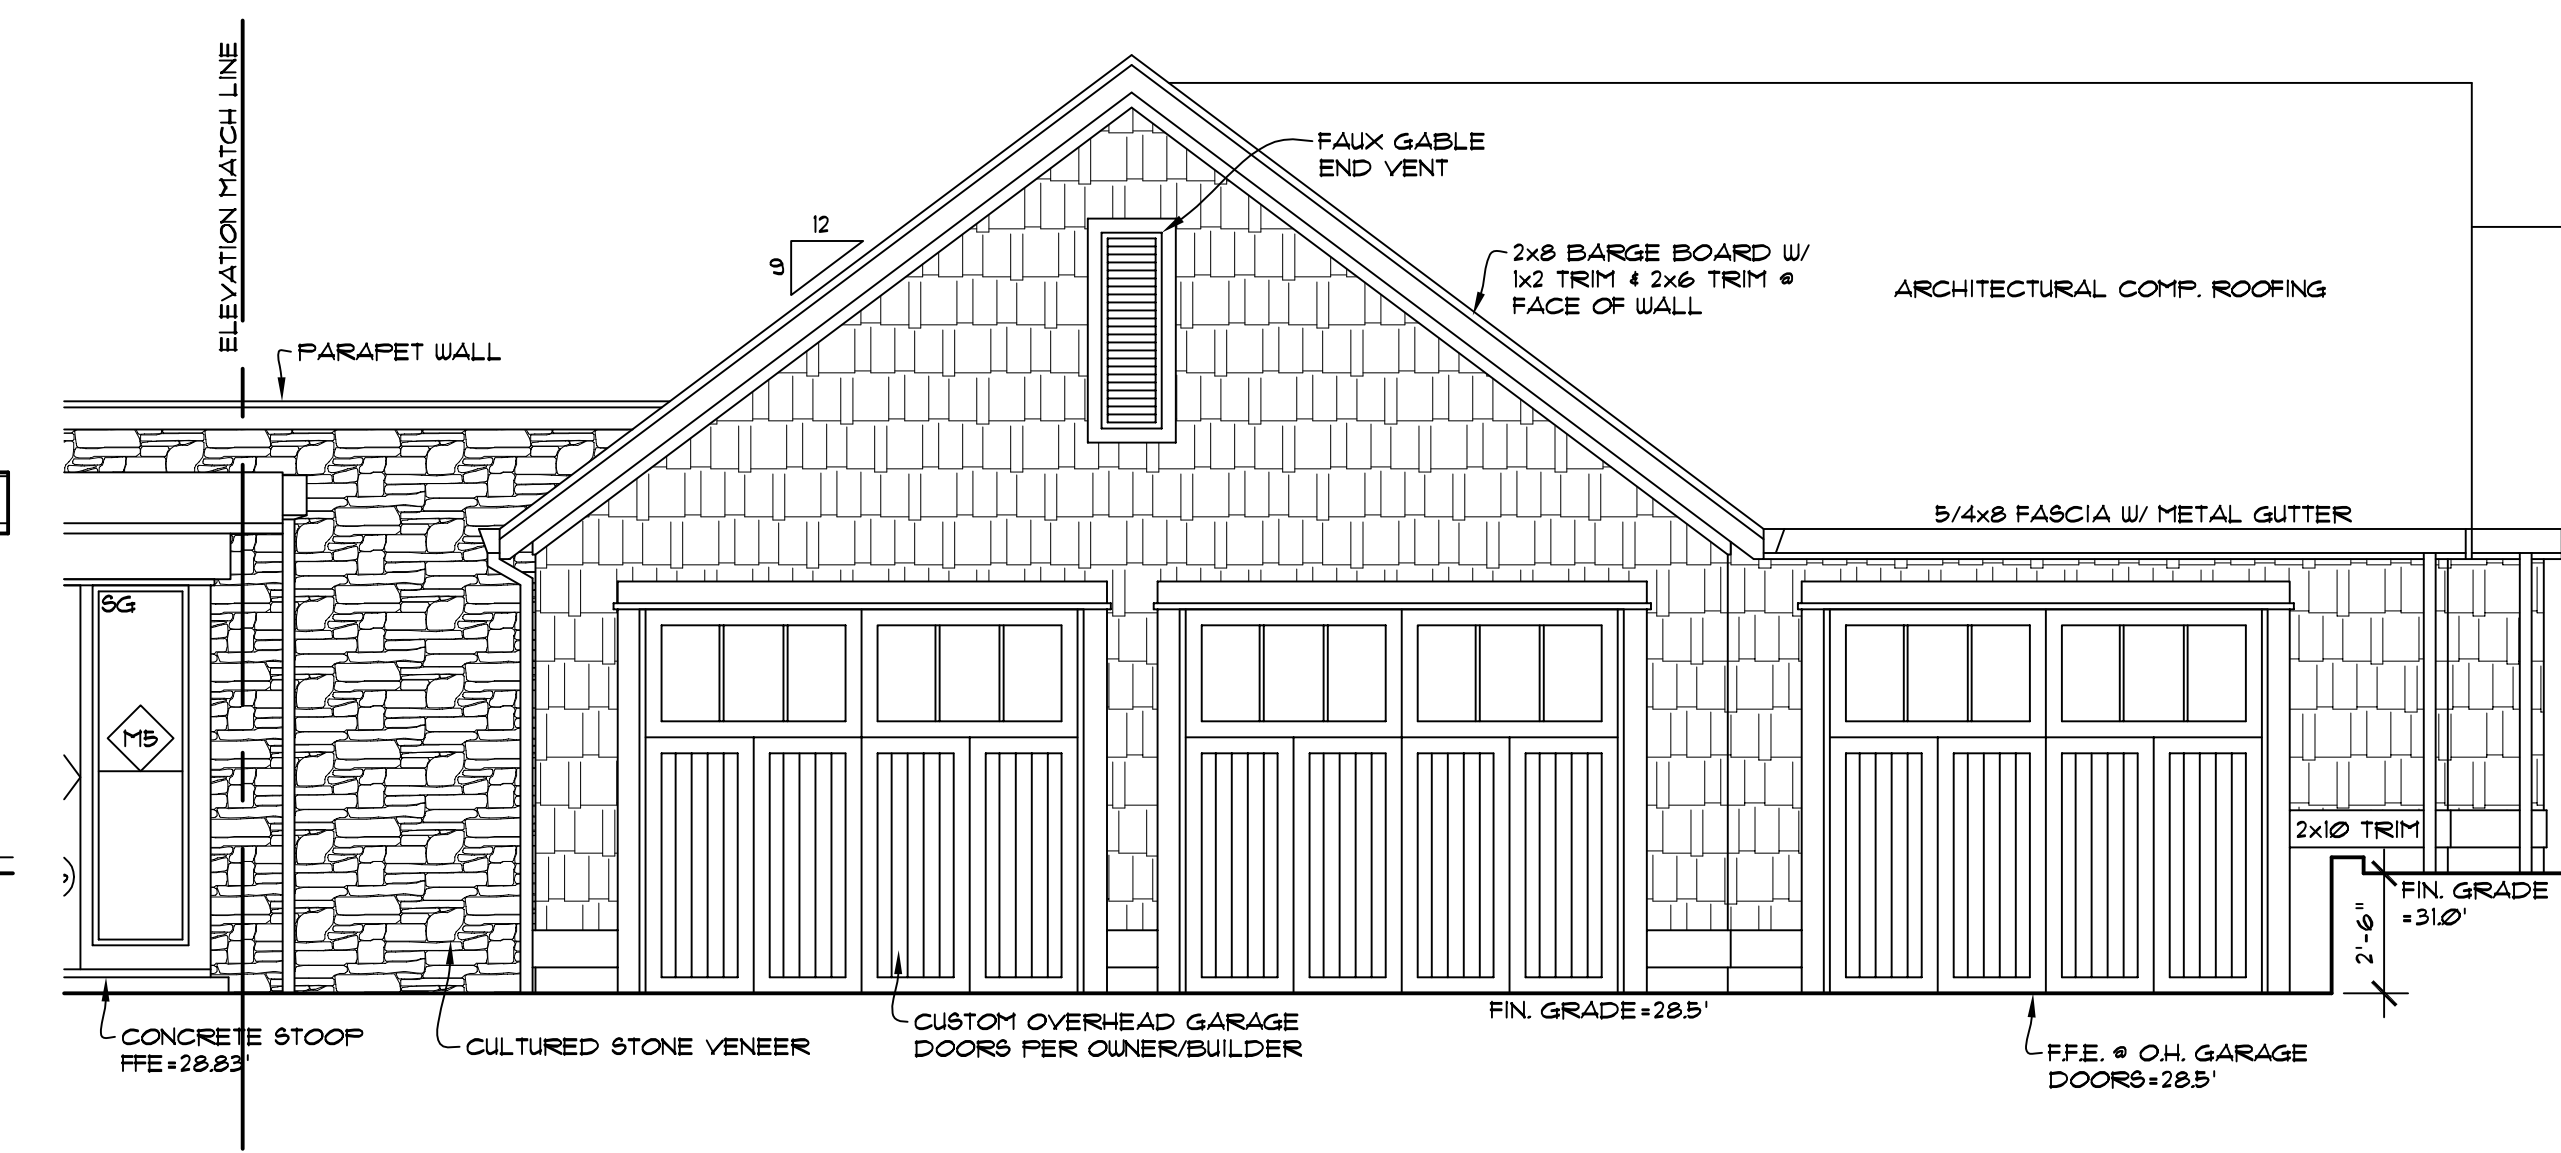 ELEVATION MATCH LINE
FAUX GABLE
END VENT
12
9
2x8 BARGE BOARD W/
1x2 TRIM & 2x6 TRIM @
FACE OF WALL
ARCHITECTURAL COMP. ROOFING
PARAPET WALL
5/4x8 FASCIA W/ METAL GUTTER
SG
M5
2x10 TRIM
FIN. GRADE
=31.0'
2'-6"
FIN. GRADE=28.5'
CONCRETE STOOP
FFE=28.83'
CULTURED STONE VENEER
CUSTOM OVERHEAD GARAGE
DOORS PER OWNER/BUILDER
F.F.E. @ O.H. GARAGE
DOORS=28.5'